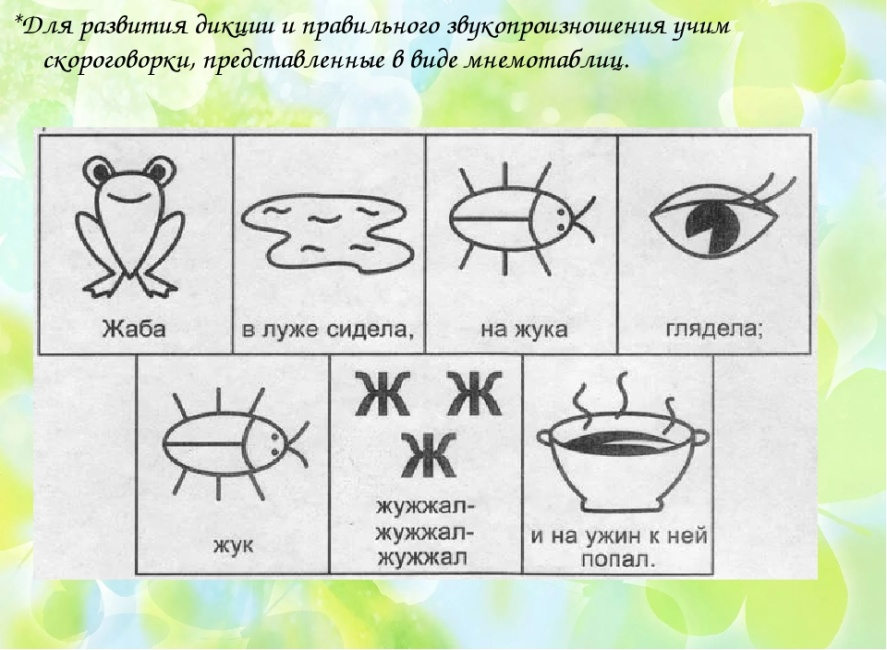 *Для развития дикции и правильного звукопроизношения учим
скороговорки, представленные в виде мнемотаблиц.
Жаба
в луже сидела,
на жука
глядела;
жук
Ж Ж
Ж
жужжал-
жужжал-
жужжал
и на ужин к ней
попал.